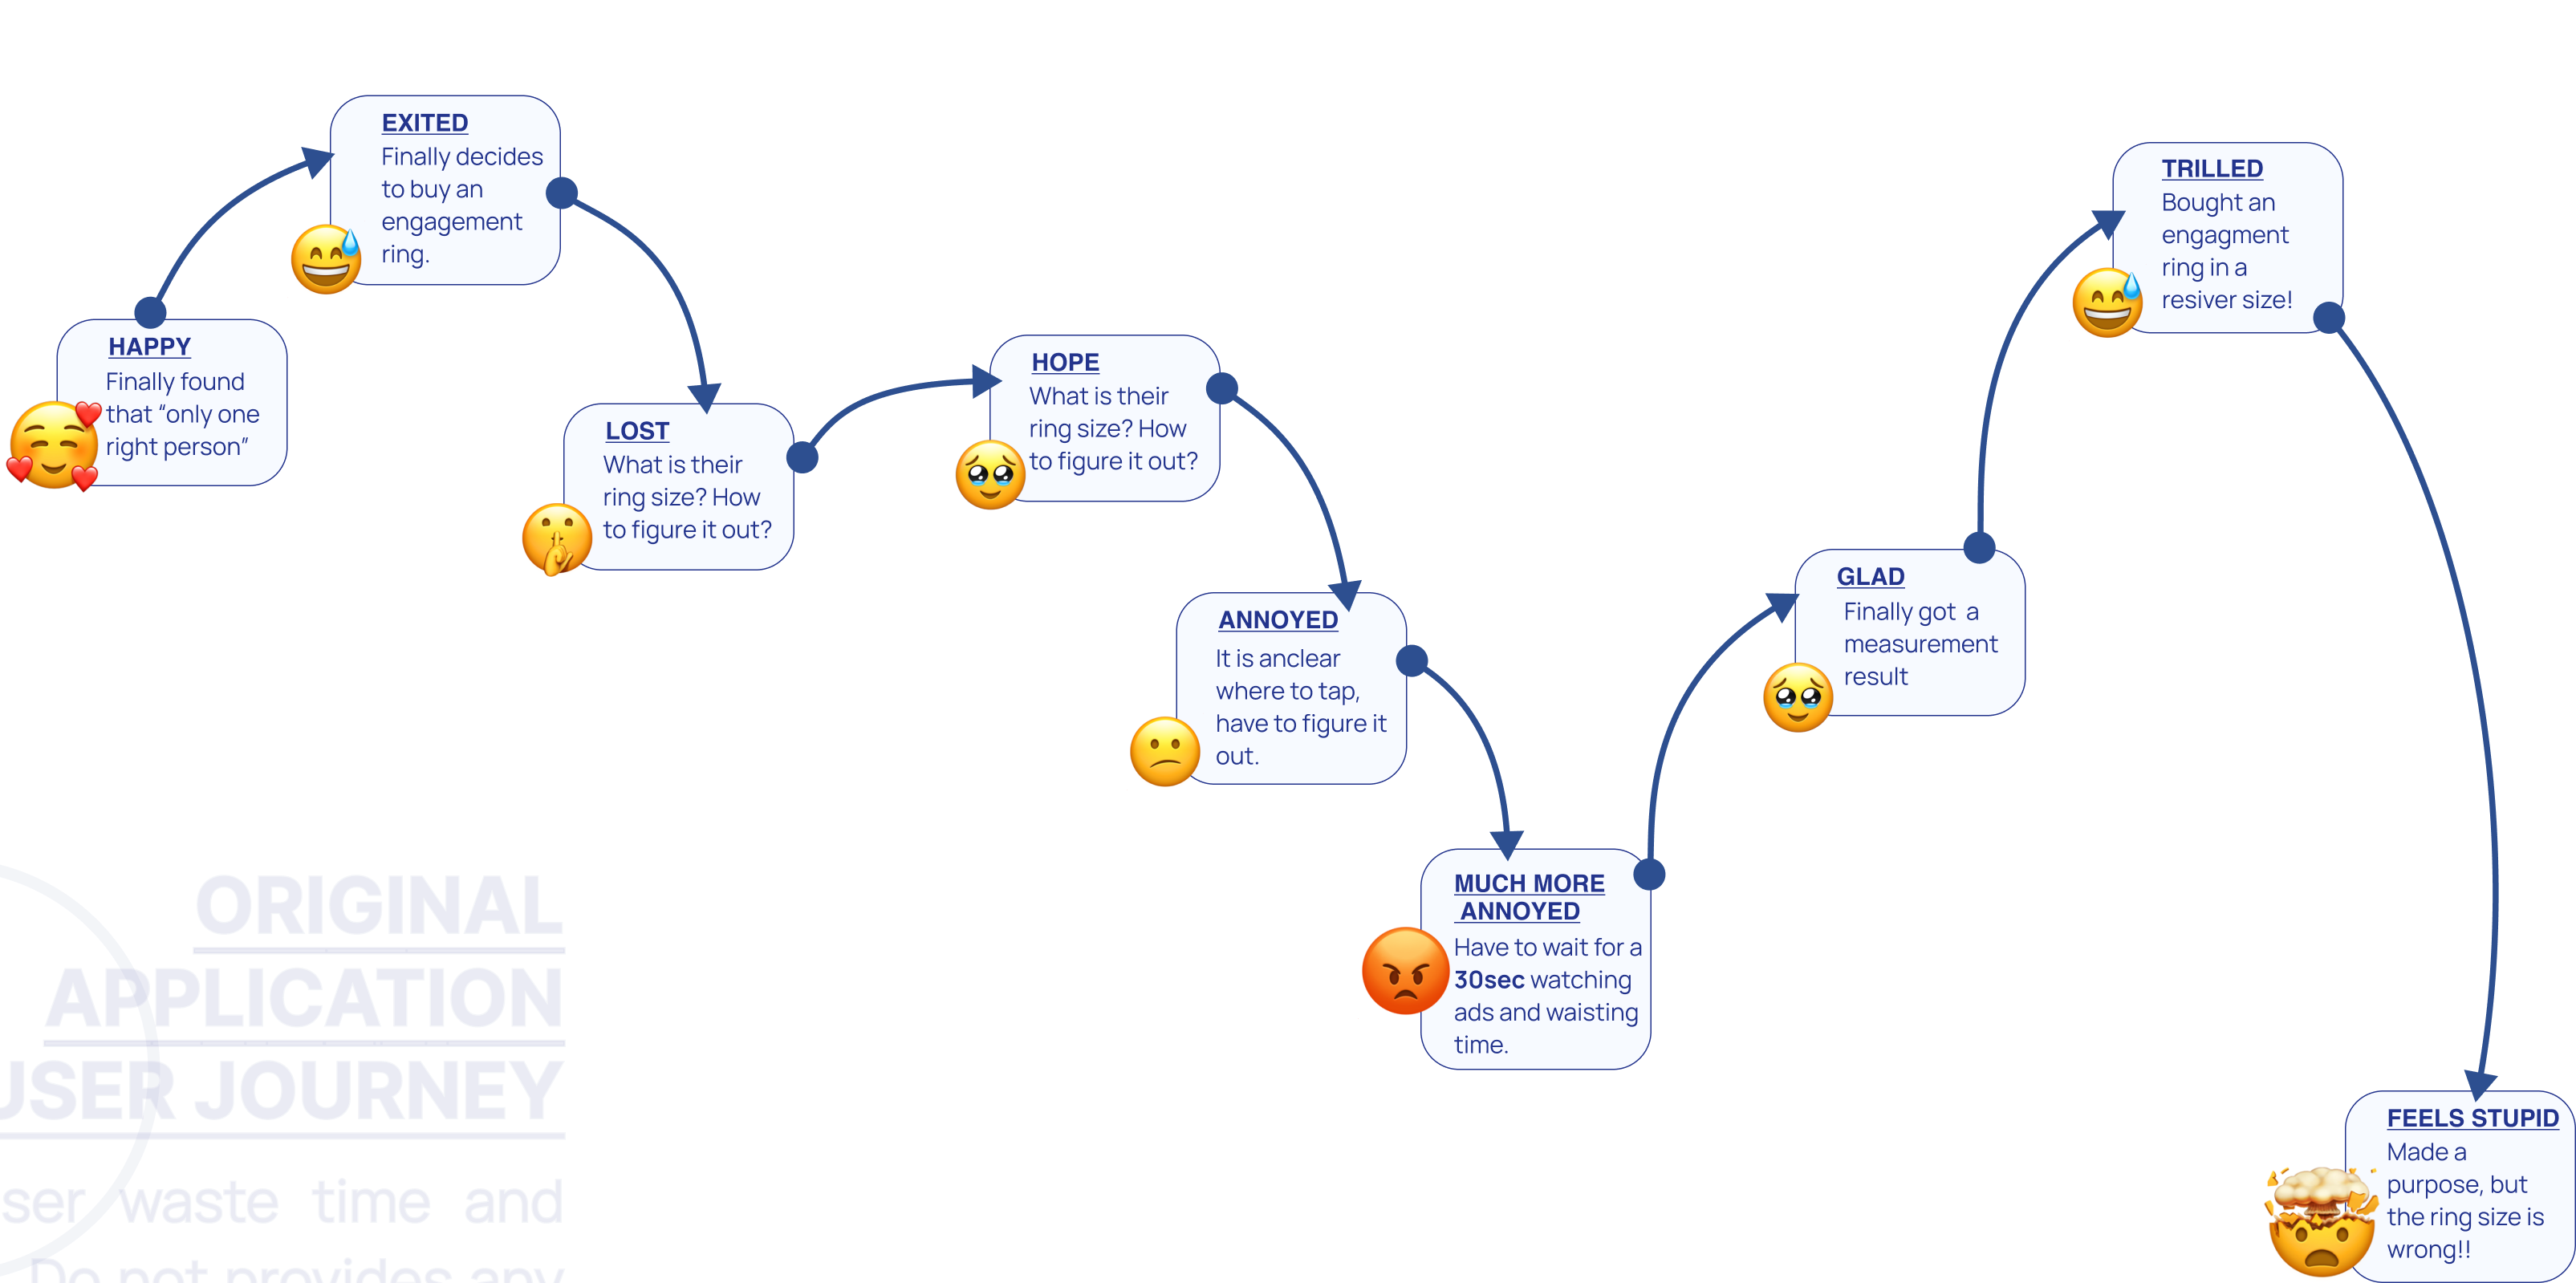 EXITED
Finally decides
to buy an
engagement
ring.
HAPPY
Finally found
that “only one
right person”
LOST
What is their
ring size? How
to figure it out?
HOPE
What is their
ring size? How
to figure it out?
ANNOYED
It is anclear
where to tap,
have to figure it
out.
MUCH MORE
ANNOYED
Have to wait for a
30sec watching
ads and waisting
time.
GLAD
Finally got a
measurement
result
TRILLED
Bought an
engagment
ring in a
resiver size!
FEELS STUPID
Made a
purpose, but
the ring size is
wrong!!
ORIGINAL
APPLICATION
USER JOURNEY
ser waste time and
Do not provides any